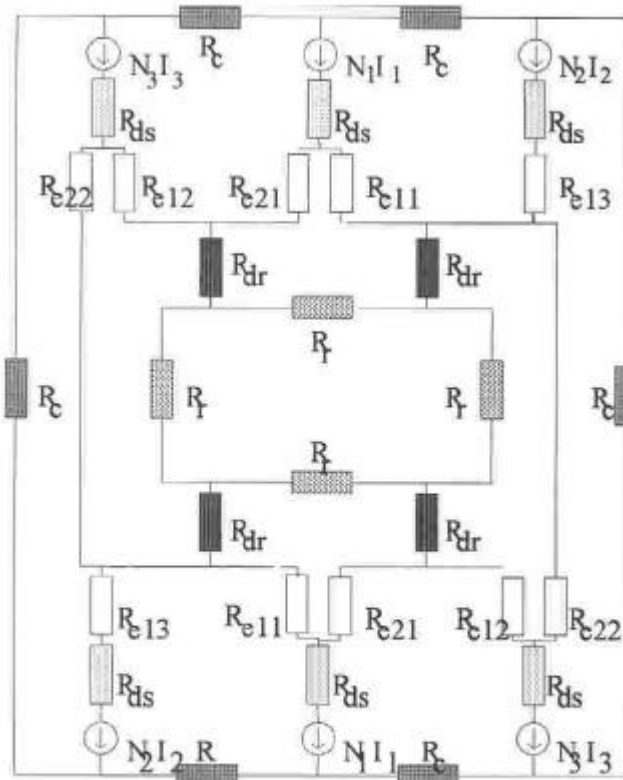 Rc Rc
N3I3 N1I1 N2I2
Rds Rds Rds
Re22 Re12 Re21 Re11 Re13
Rdr Rdr
Rr
Rc Rr Rr Rc
Rr
Rdr Rdr
Re13 Re11 Re21 Re12 Re22
Rds Rds Rds
N2I2 R N1I1 Rc N3I3